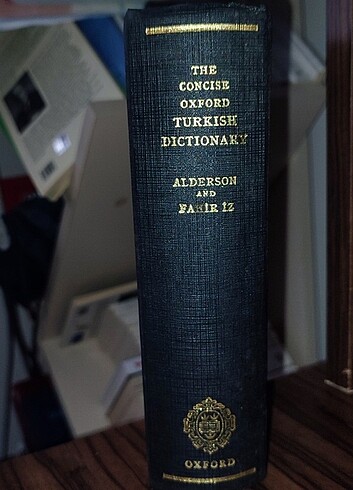 THE
CONCISE
OXFORD
TURKISH
DICTIONARY
ALDERSON
AND
FAHİR İZ
OXFORD